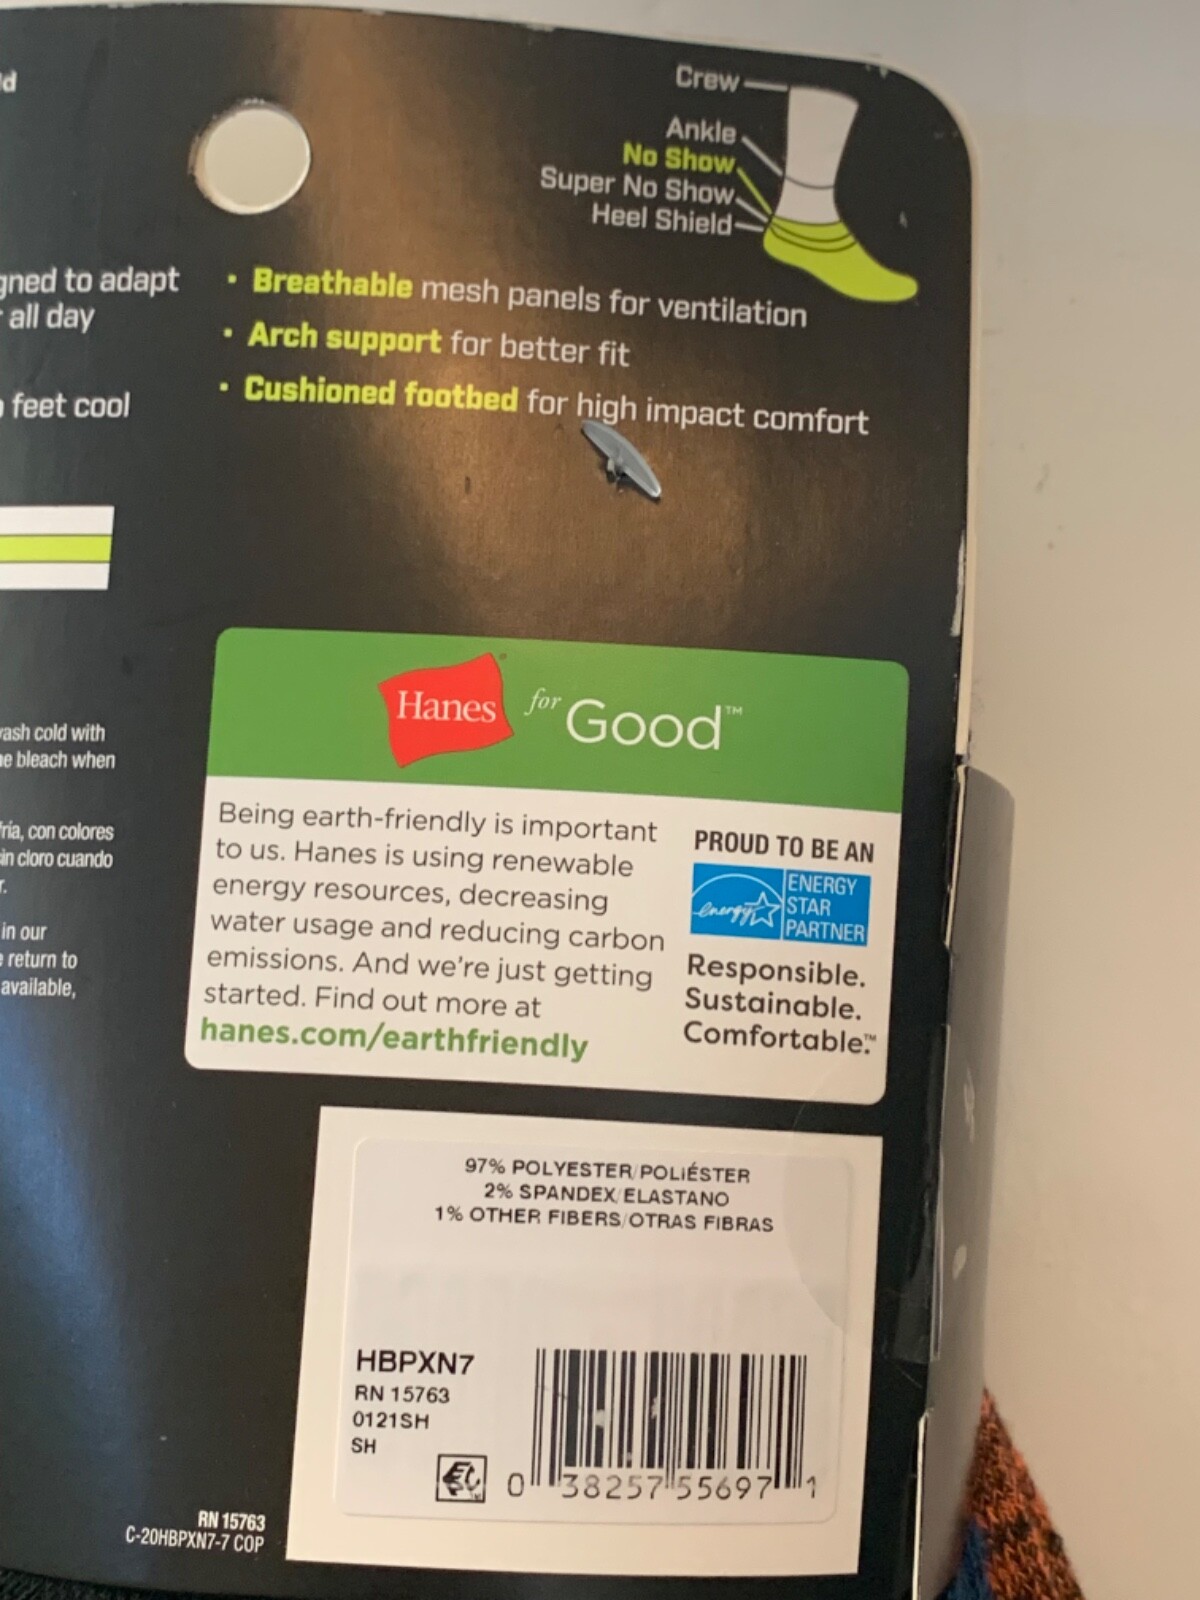 Crew
Ankle
No Show
Super No Show
Heel Shield
to adapt
all day
feet cool
• Breathable mesh panels for ventilation
• Arch support for better fit
• Cushioned footbed for high impact comfort
Hanes for Good™
Being earth-friendly is important
to us. Hanes is using renewable
energy resources, decreasing
water usage and reducing carbon
emissions. And we're just getting
started. Find out more at
hanes.com/earthfriendly
PROUD TO BE AN
energy
ENERGY
STAR
PARTNER
Responsible.
Sustainable.
Comfortable.™
cold with
bleach when
con colores
cloro cuando
in our
return to
available,
97% POLYESTER/POLIÉSTER
2% SPANDEX/ELASTANO
1% OTHER FIBERS/OTRAS FIBRAS
HBPXN7
RN 15763
0121SH
SH
0 38257 55697 1
RN 15763
C-20HBPXN7-7 COP